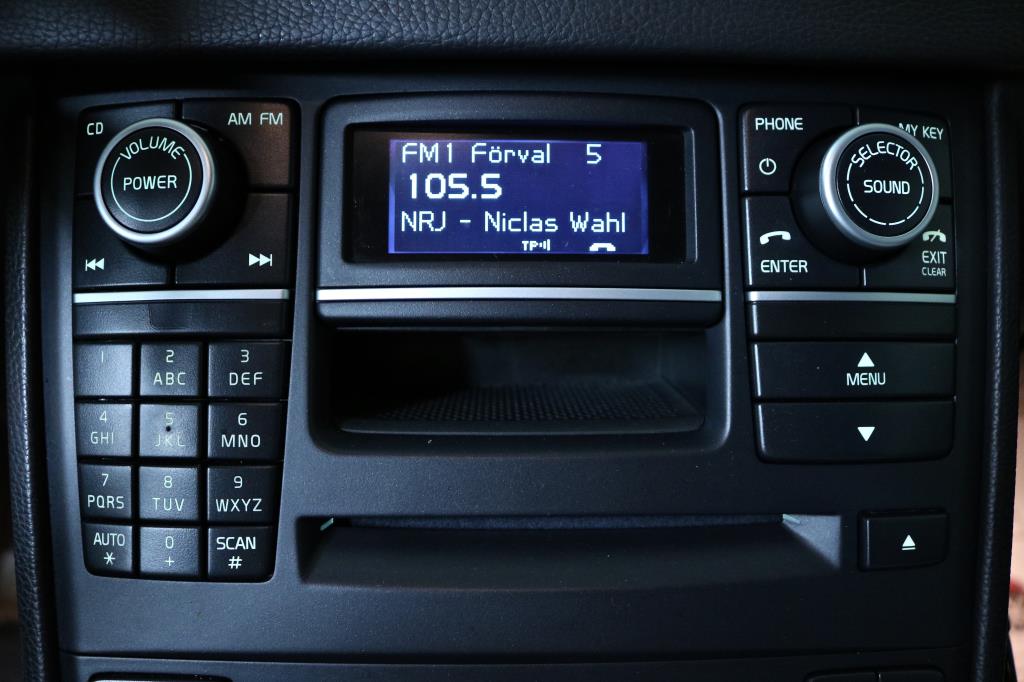 CD
AM FM
VOLUME
POWER
FM1 Förval 5
105.5
NRJ - Niclas Wahl
TP
PHONE
MY KEY
SELECTOR
SOUND
ENTER
EXIT
CLEAR
MENU
1
2
ABC
3
DEF
4
GHI
5
JKL
6
MNO
7
PQRS
8
TUV
9
WXYZ
AUTO
*
0
+
SCAN
#